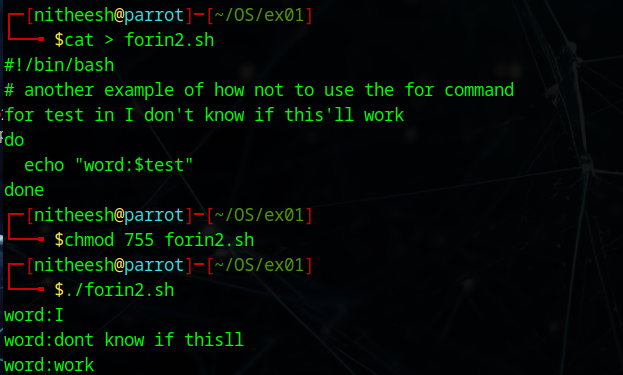 ┌─[nitheesh@parrot]─[~/OS/ex01]
└──╼ $cat > forin2.sh
#!/bin/bash
# another example of how not to use the for command
for test in I don't know if this'll work
do
  echo "word:$test"
done
┌─[nitheesh@parrot]─[~/OS/ex01]
└──╼ $chmod 755 forin2.sh
┌─[nitheesh@parrot]─[~/OS/ex01]
└──╼ $./forin2.sh
word:I
word:dont know if thisll
word:work